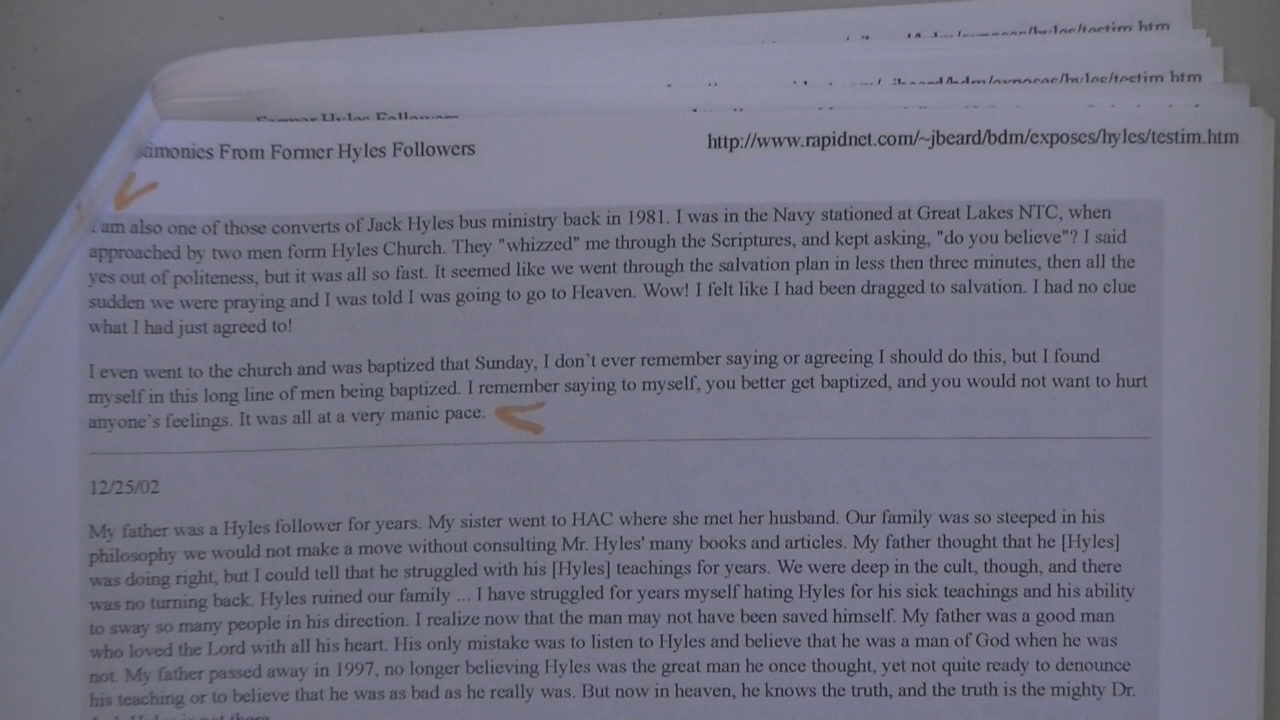 htm
htm
Former Hyles Followers
Testimonies From Former Hyles Followers
http://www.rapidnet.com/~jbeard/bdm/exposes/hyles/testim.htm
am also one of those converts of Jack Hyles bus ministry back in 1981. I was in the Navy stationed at Great Lakes NTC, when
approached by two men form Hyles Church. They "whizzed" me through the Scriptures, and kept asking, "do you believe"? I said
yes out of politeness, but it was all so fast. It seemed like we went through the salvation plan in less then three minutes, then all the
sudden we were praying and I was told I was going to go to Heaven. Wow! I felt like I had been dragged to salvation. I had no clue
what I had just agreed to!
I even went to the church and was baptized that Sunday, I don't ever remember saying or agreeing I should do this, but I found
myself in this long line of men being baptized. I remember saying to myself, you better get baptized, and you would not want to hurt
anyone's feelings. It was all at a very manic pace.
12/25/02
My father was a Hyles follower for years. My sister went to HAC where she met her husband. Our family was so steeped in his
philosophy we would not make a move without consulting Mr. Hyles' many books and articles. My father thought that he [Hyles]
was doing right, but I could tell that he struggled with his [Hyles] teachings for years. We were deep in the cult, though, and there
was no turning back. Hyles ruined our family ... I have struggled for years myself hating Hyles for his sick teachings and his ability
to sway so many people in his direction. I realize now that the man may not have been saved himself. My father was a good man
who loved the Lord with all his heart. His only mistake was to listen to Hyles and believe that he was a man of God when he was
not. My father passed away in 1997, no longer believing Hyles was the great man he once thought, yet not quite ready to denounce
his teaching or to believe that he was as bad as he really was. But now in heaven, he knows the truth, and the truth is the mighty Dr.